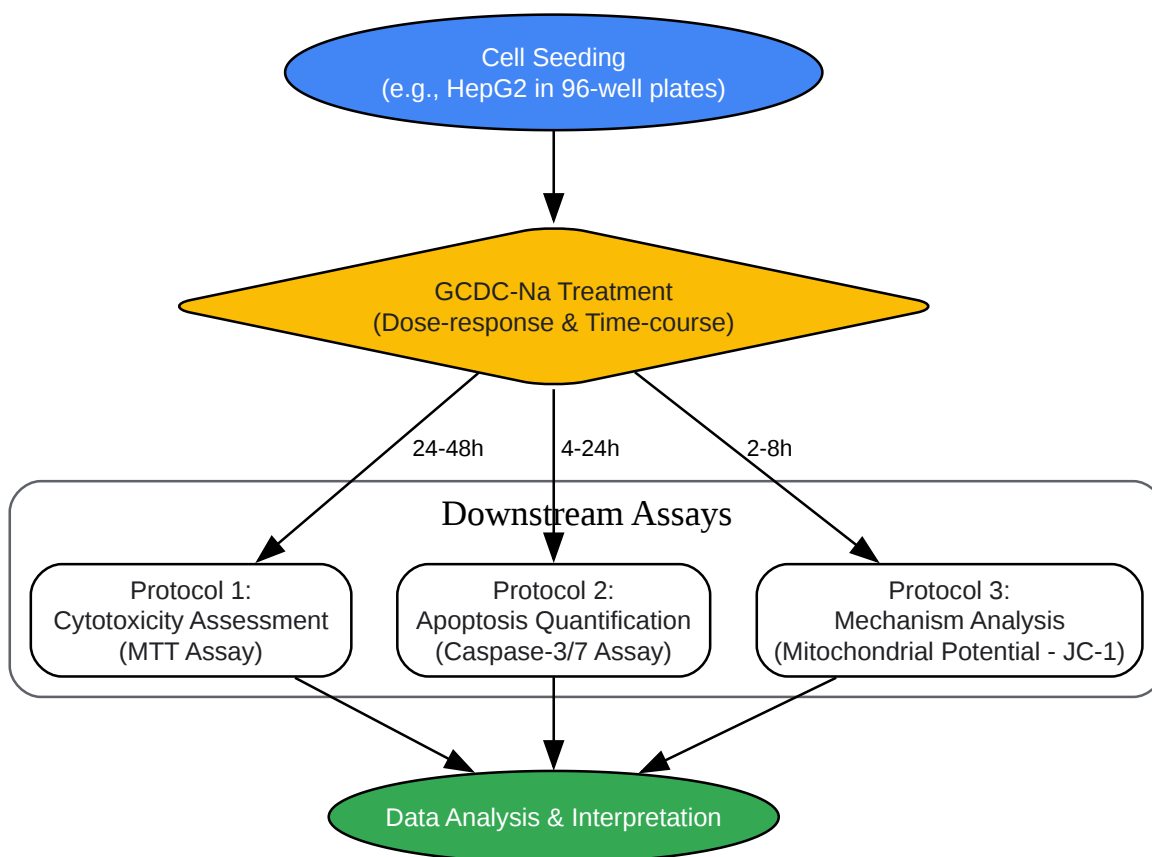 Cell Seeding
(e.g., HepG2 in 96-well plates)
GCDC-Na Treatment
(Dose-response & Time-course)
24-48h
4-24h
2-8h
Downstream Assays
Protocol 1:
Cytotoxicity Assessment
(MTT Assay)
Protocol 2:
Apoptosis Quantification
(Caspase-3/7 Assay)
Protocol 3:
Mechanism Analysis
(Mitochondrial Potential - JC-1)
Data Analysis & Interpretation